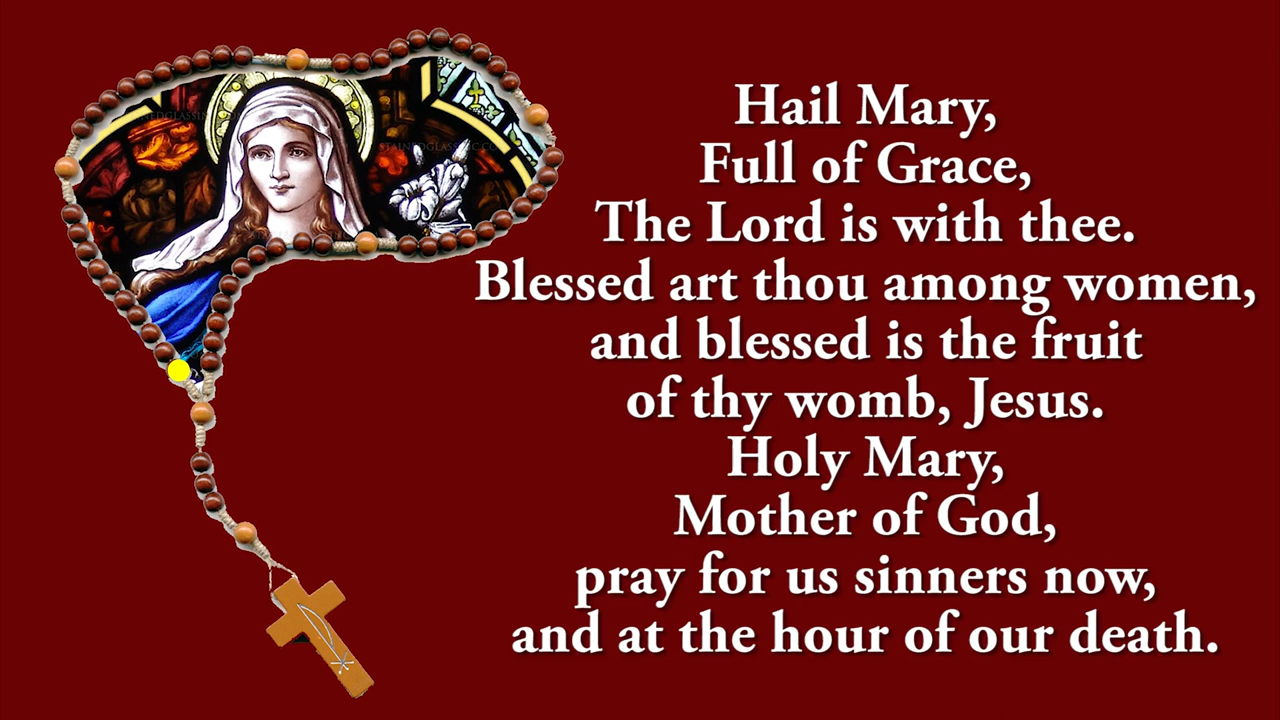 Hail Mary,
Full of Grace,
The Lord is with thee.
Blessed art thou among women,
and blessed is the fruit
of thy womb, Jesus.
Holy Mary,
Mother of God,
pray for us sinners now,
and at the hour of our death.